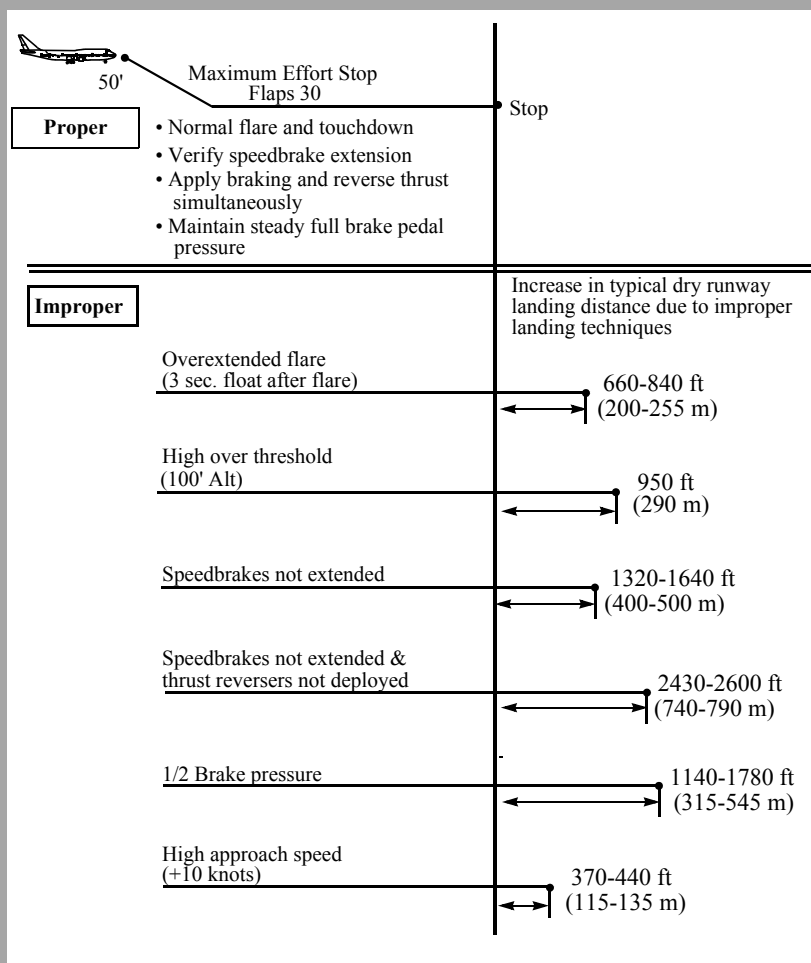 50'
Maximum Effort Stop
Flaps 30
Stop
Proper
• Normal flare and touchdown
• Verify speedbrake extension
• Apply braking and reverse thrust
simultaneously
• Maintain steady full brake pedal
pressure
Improper
Increase in typical dry runway
landing distance due to improper
landing techniques
Overextended flare
(3 sec. float after flare)
660-840 ft
(200-255 m)
High over threshold
(100' Alt)
950 ft
(290 m)
Speedbrakes not extended
1320-1640 ft
(400-500 m)
Speedbrakes not extended &
thrust reversers not deployed
2430-2600 ft
(740-790 m)
1/2 Brake pressure
1140-1780 ft
(315-545 m)
High approach speed
(+10 knots)
370-440 ft
(115-135 m)